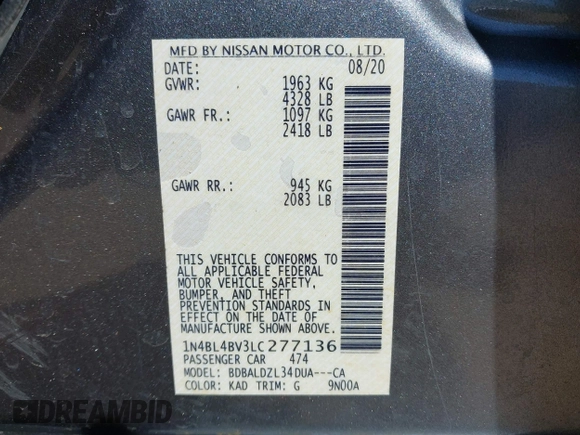 MFD BY NISSAN MOTOR CO., LTD.
DATE: 08/20
GVWR: 1963 KG
4328 LB
GAWR FR.: 1097 KG
2418 LB
GAWR RR.: 945 KG
2083 LB
THIS VEHICLE CONFORMS TO
ALL APPLICABLE FEDERAL
MOTOR VEHICLE SAFETY,
BUMPER, AND THEFT
PREVENTION STANDARDS IN
EFFECT ON THE DATE OF
MANUFACTURE SHOWN ABOVE.
1N4BL4BV3LC277136
PASSENGER CAR 474
MODEL: BDBALDZL34DUA---CA
COLOR: KAD TRIM: G 9N00A
DREAMBID